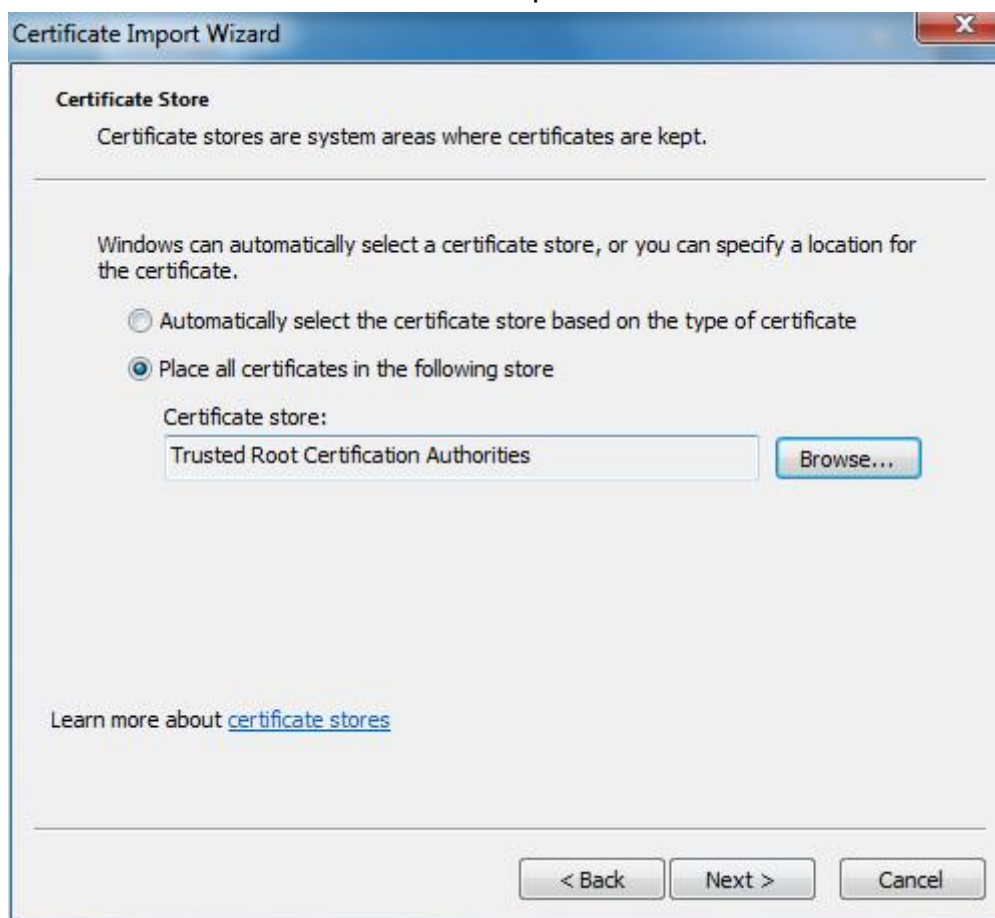 Certificate Import Wizard
Certificate Store
Certificate stores are system areas where certificates are kept.
Windows can automatically select a certificate store, or you can specify a location for
the certificate.
Automatically select the certificate store based on the type of certificate
Place all certificates in the following store
Certificate store:
Trusted Root Certification Authorities
Browse...
Learn more about certificate stores
< Back
Next >
Cancel